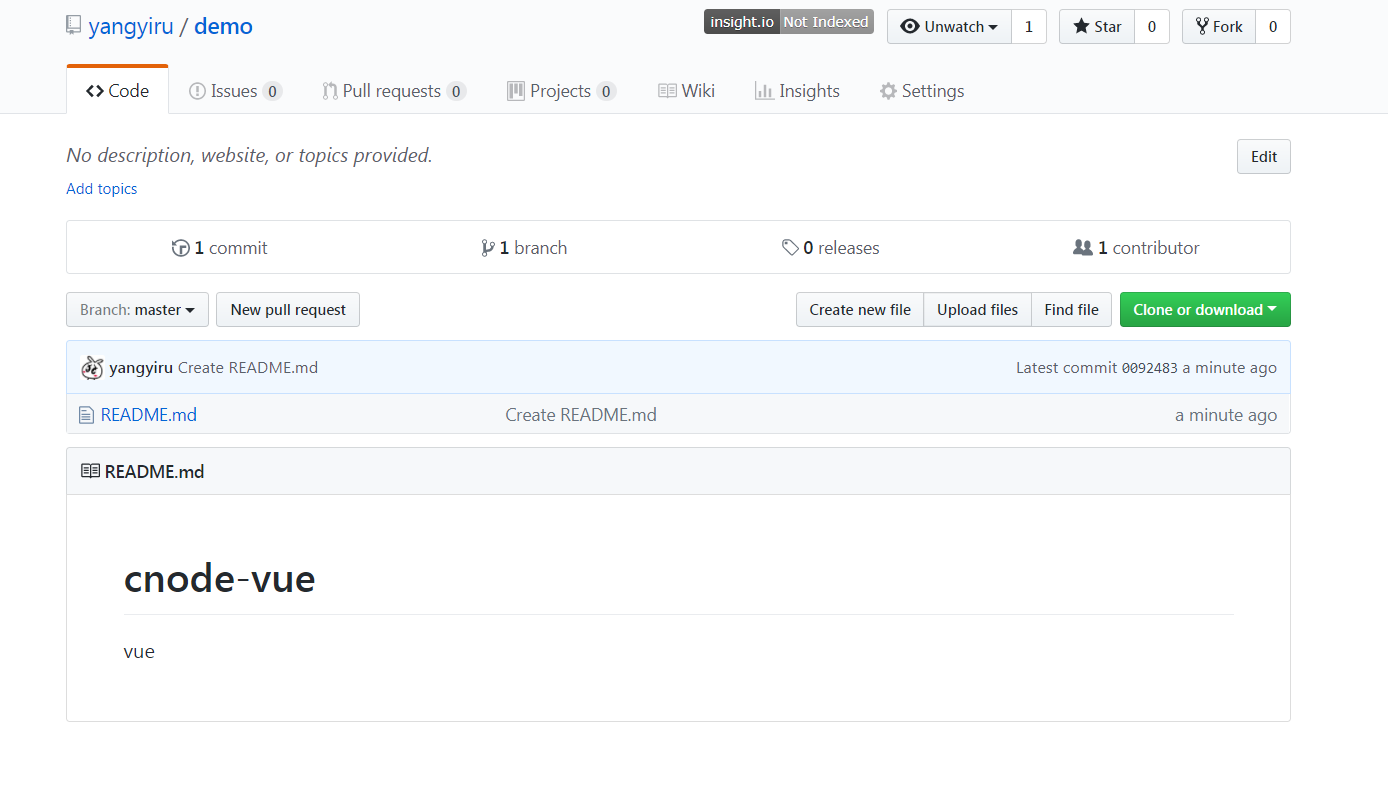 yangyiru / demo insight.io Not Indexed Unwatch 1 Star 0 Fork 0
Code Issues 0 Pull requests 0 Projects 0 Wiki Insights Settings
No description, website, or topics provided. Edit
Add topics
1 commit 1 branch 0 releases 1 contributor
Branch: master New pull request Create new file Upload files Find file Clone or download
yangyiru Create README.md Latest commit 0092483 a minute ago
README.md Create README.md a minute ago
README.md
cnode-vue
vue